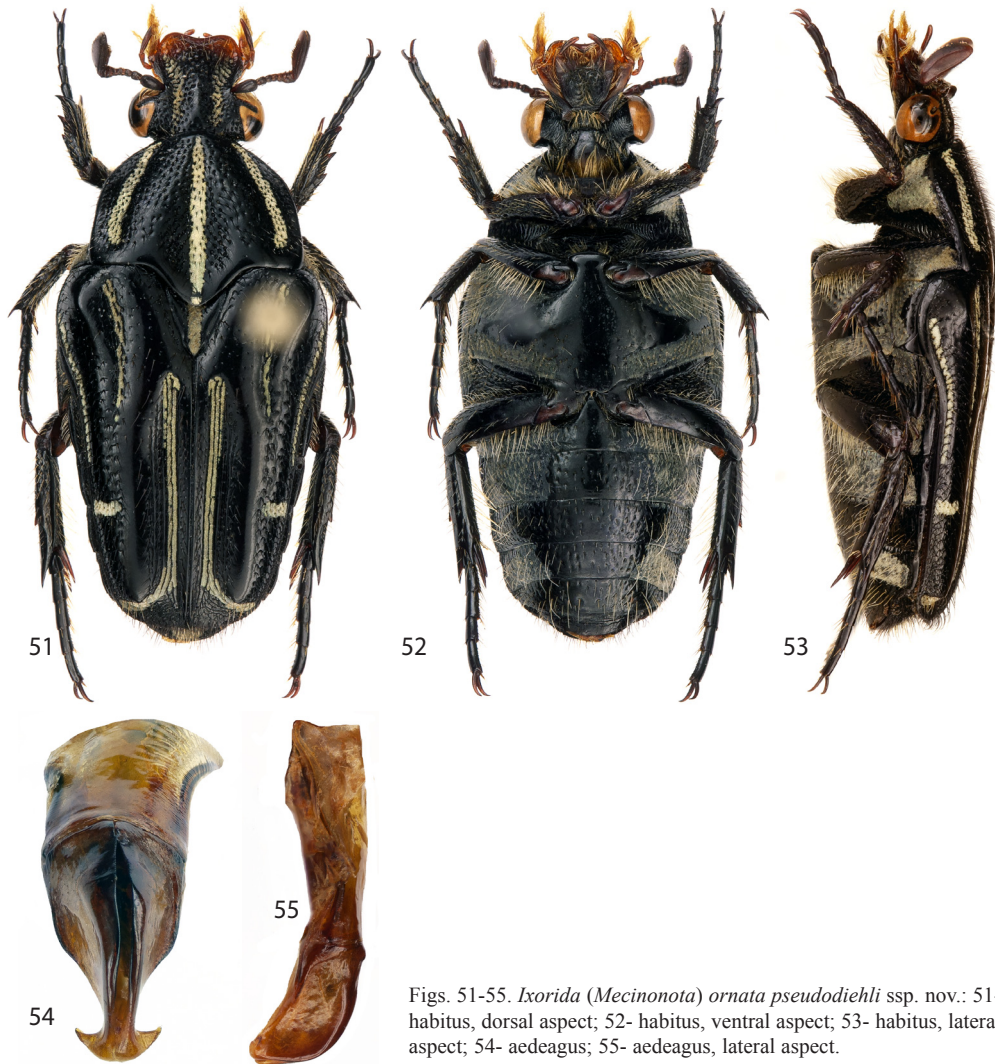 51
52
53
54
55
Figs. 51-55. Ixorida (Mecinonota) ornata pseudodiehli ssp. nov.: 51-
habitus, dorsal aspect; 52- habitus, ventral aspect; 53- habitus, latera
aspect; 54- aedeagus; 55- aedeagus, lateral aspect.